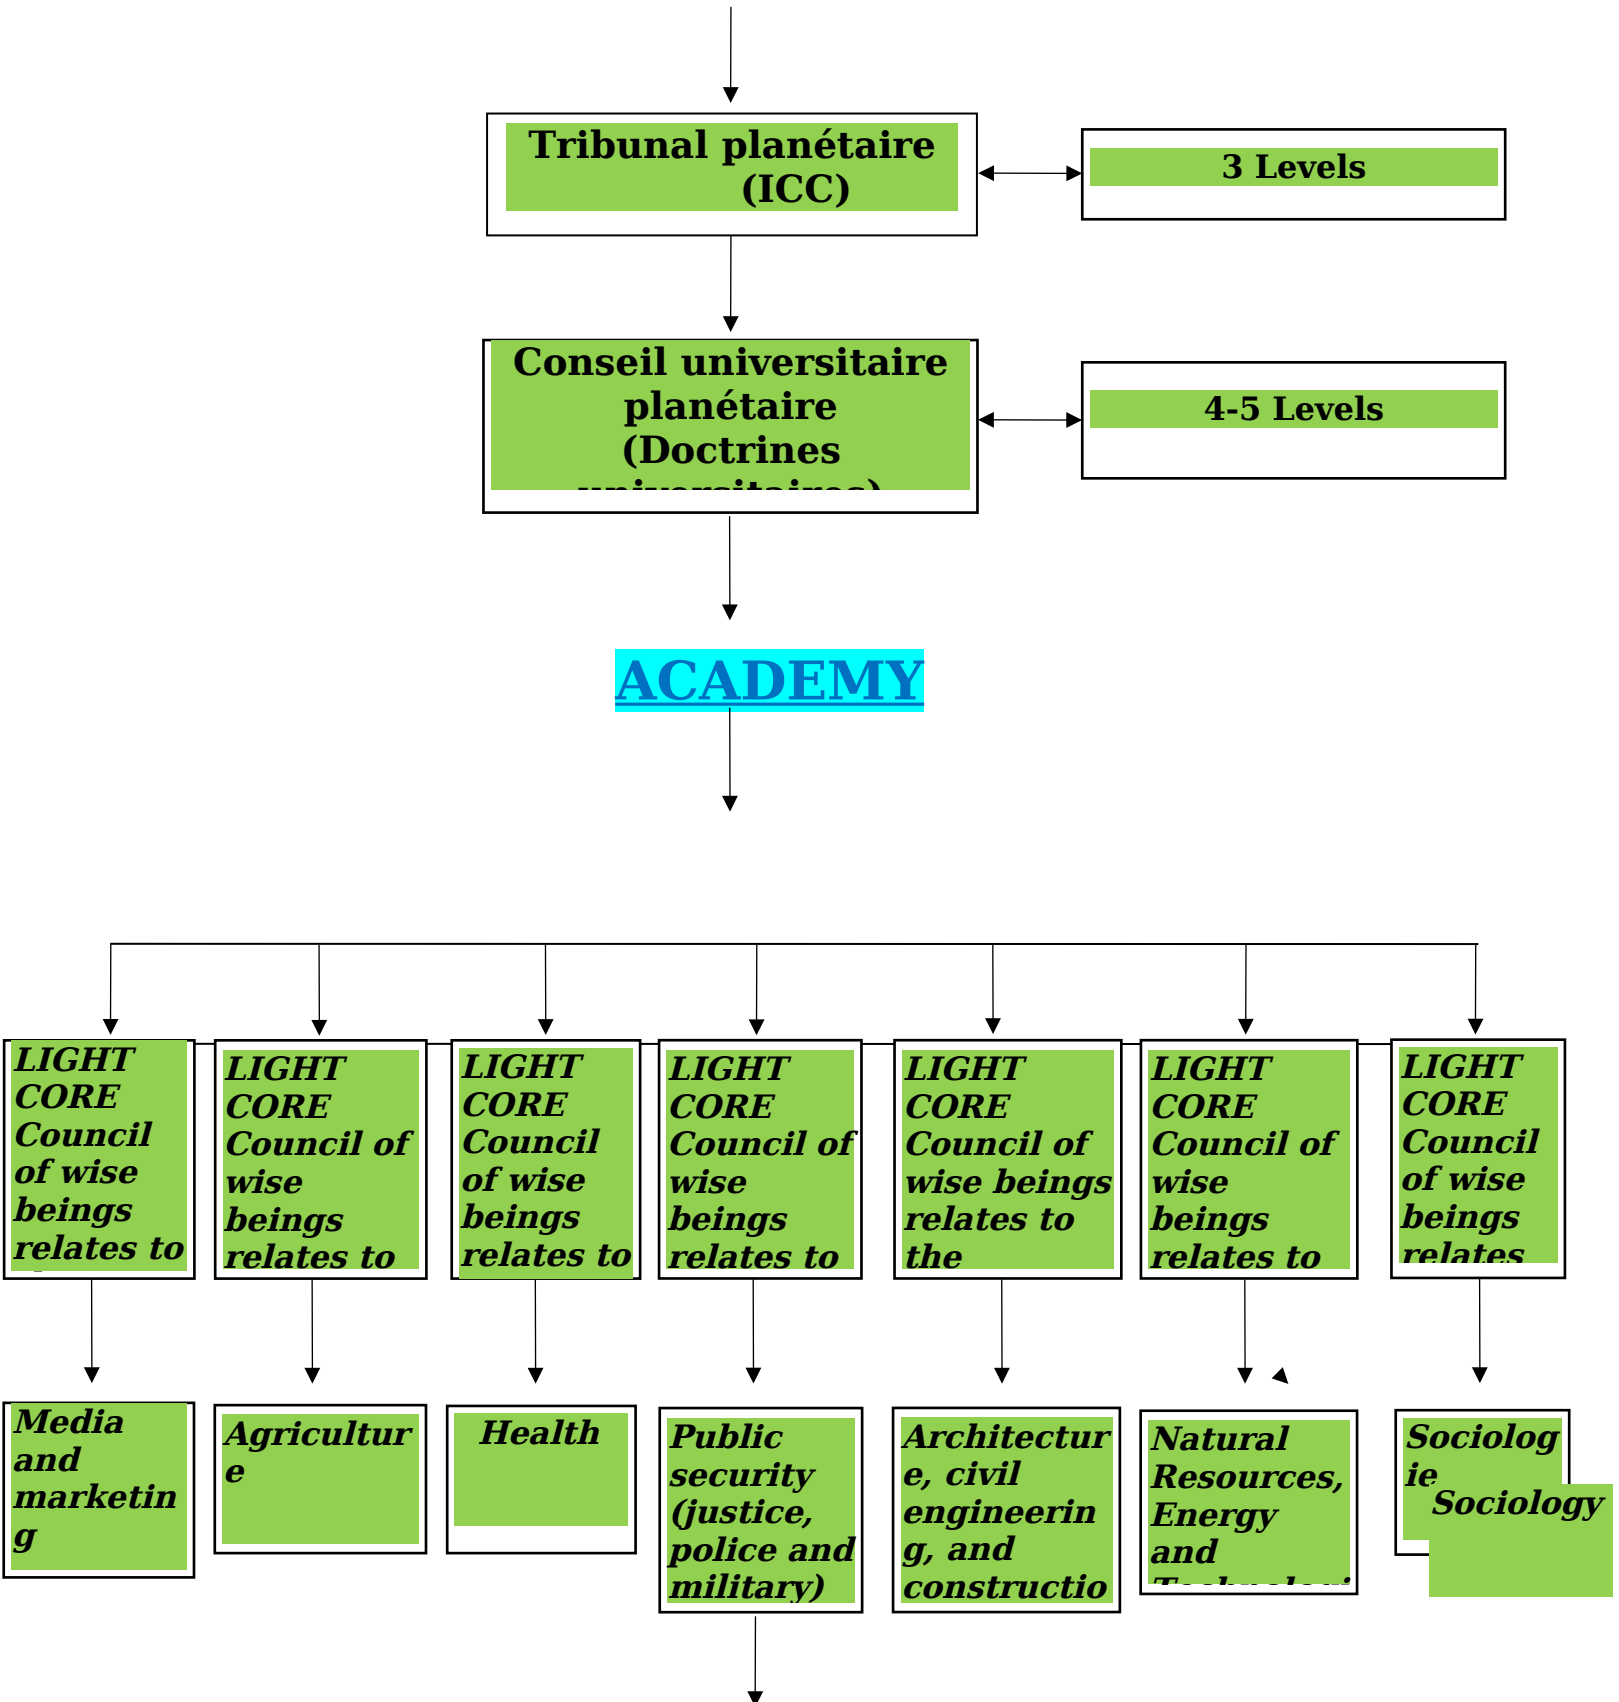 Tribunal planétaire
(ICC)
3 Levels
Conseil universitaire
planétaire
(Doctrines
universitaires)
4-5 Levels
ACADEMY
LIGHT
CORE
Council
of wise
beings
relates to
LIGHT
CORE
Council of
wise
beings
relates to
LIGHT
CORE
Council
of wise
beings
relates to
LIGHT
CORE
Council of
wise
beings
relates to
LIGHT
CORE
Council of
wise beings
relates to
the
LIGHT
CORE
Council of
wise
beings
relates to
LIGHT
CORE
Council
of wise
beings
relates
Media
and
marketin
g
Agricultur
e
Health
Public
security
(justice,
police and
military)
Architectur
e, civil
engineerin
g, and
constructio
Natural
Resources,
Energy
and
Sociolog
ie
Sociology